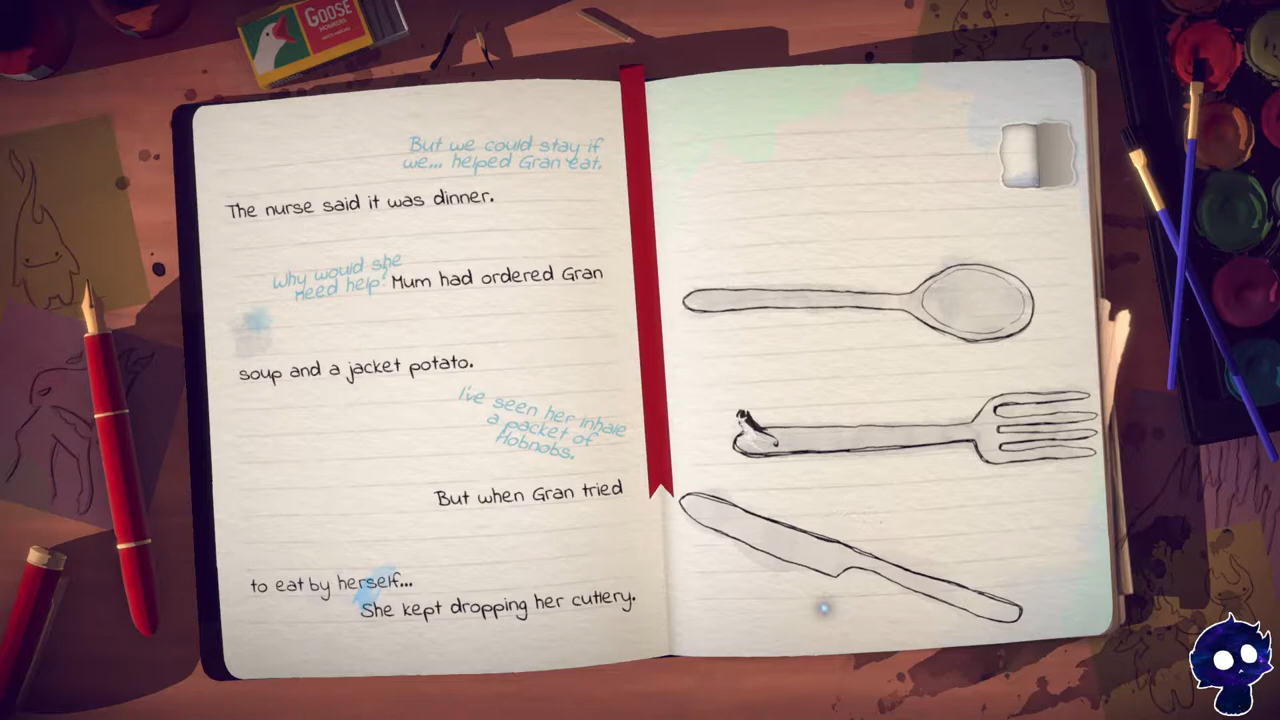 GOOSE
But we could stay if
we... helped Gran eat.
The nurse said it was dinner.
Why would she
need help?
Mum had ordered Gran
soup and a jacket potato.
I've seen her inhale
a packet of
Hobnobs.
But when Gran tried
to eat by herself...
She kept dropping her cutlery.